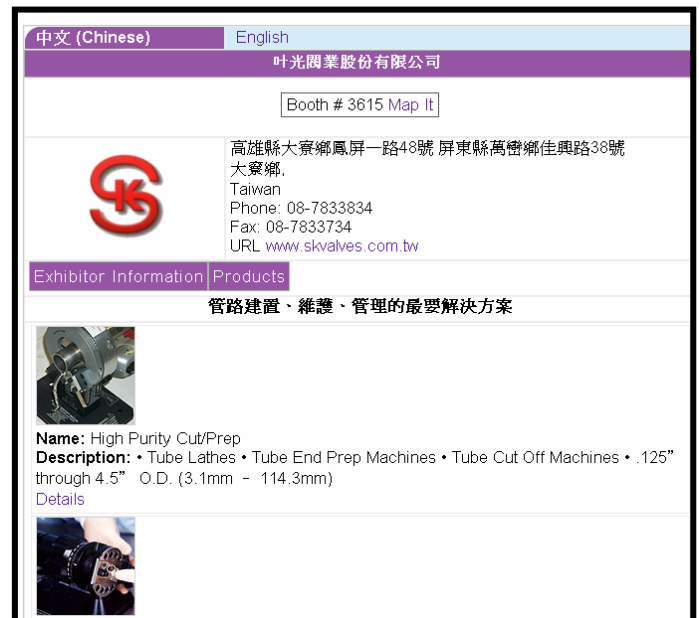 中文 (Chinese)
English
叶光閥業股份有限公司
Booth # 3615 Map It
SK
高雄縣大寮鄉鳳屏一路48號 屏東縣萬巒鄉佳興路38號
大寮鄉,
Taiwan
Phone: 08-7833834
Fax: 08-7833734
URL www.skvalves.com.tw
Exhibitor Information
Products
管路建置、維護、管理的最要解決方案
Name: High Purity Cut/Prep
Description: • Tube Lathes • Tube End Prep Machines • Tube Cut Off Machines • .125”
through 4.5” O.D. (3.1mm – 114.3mm)
Details